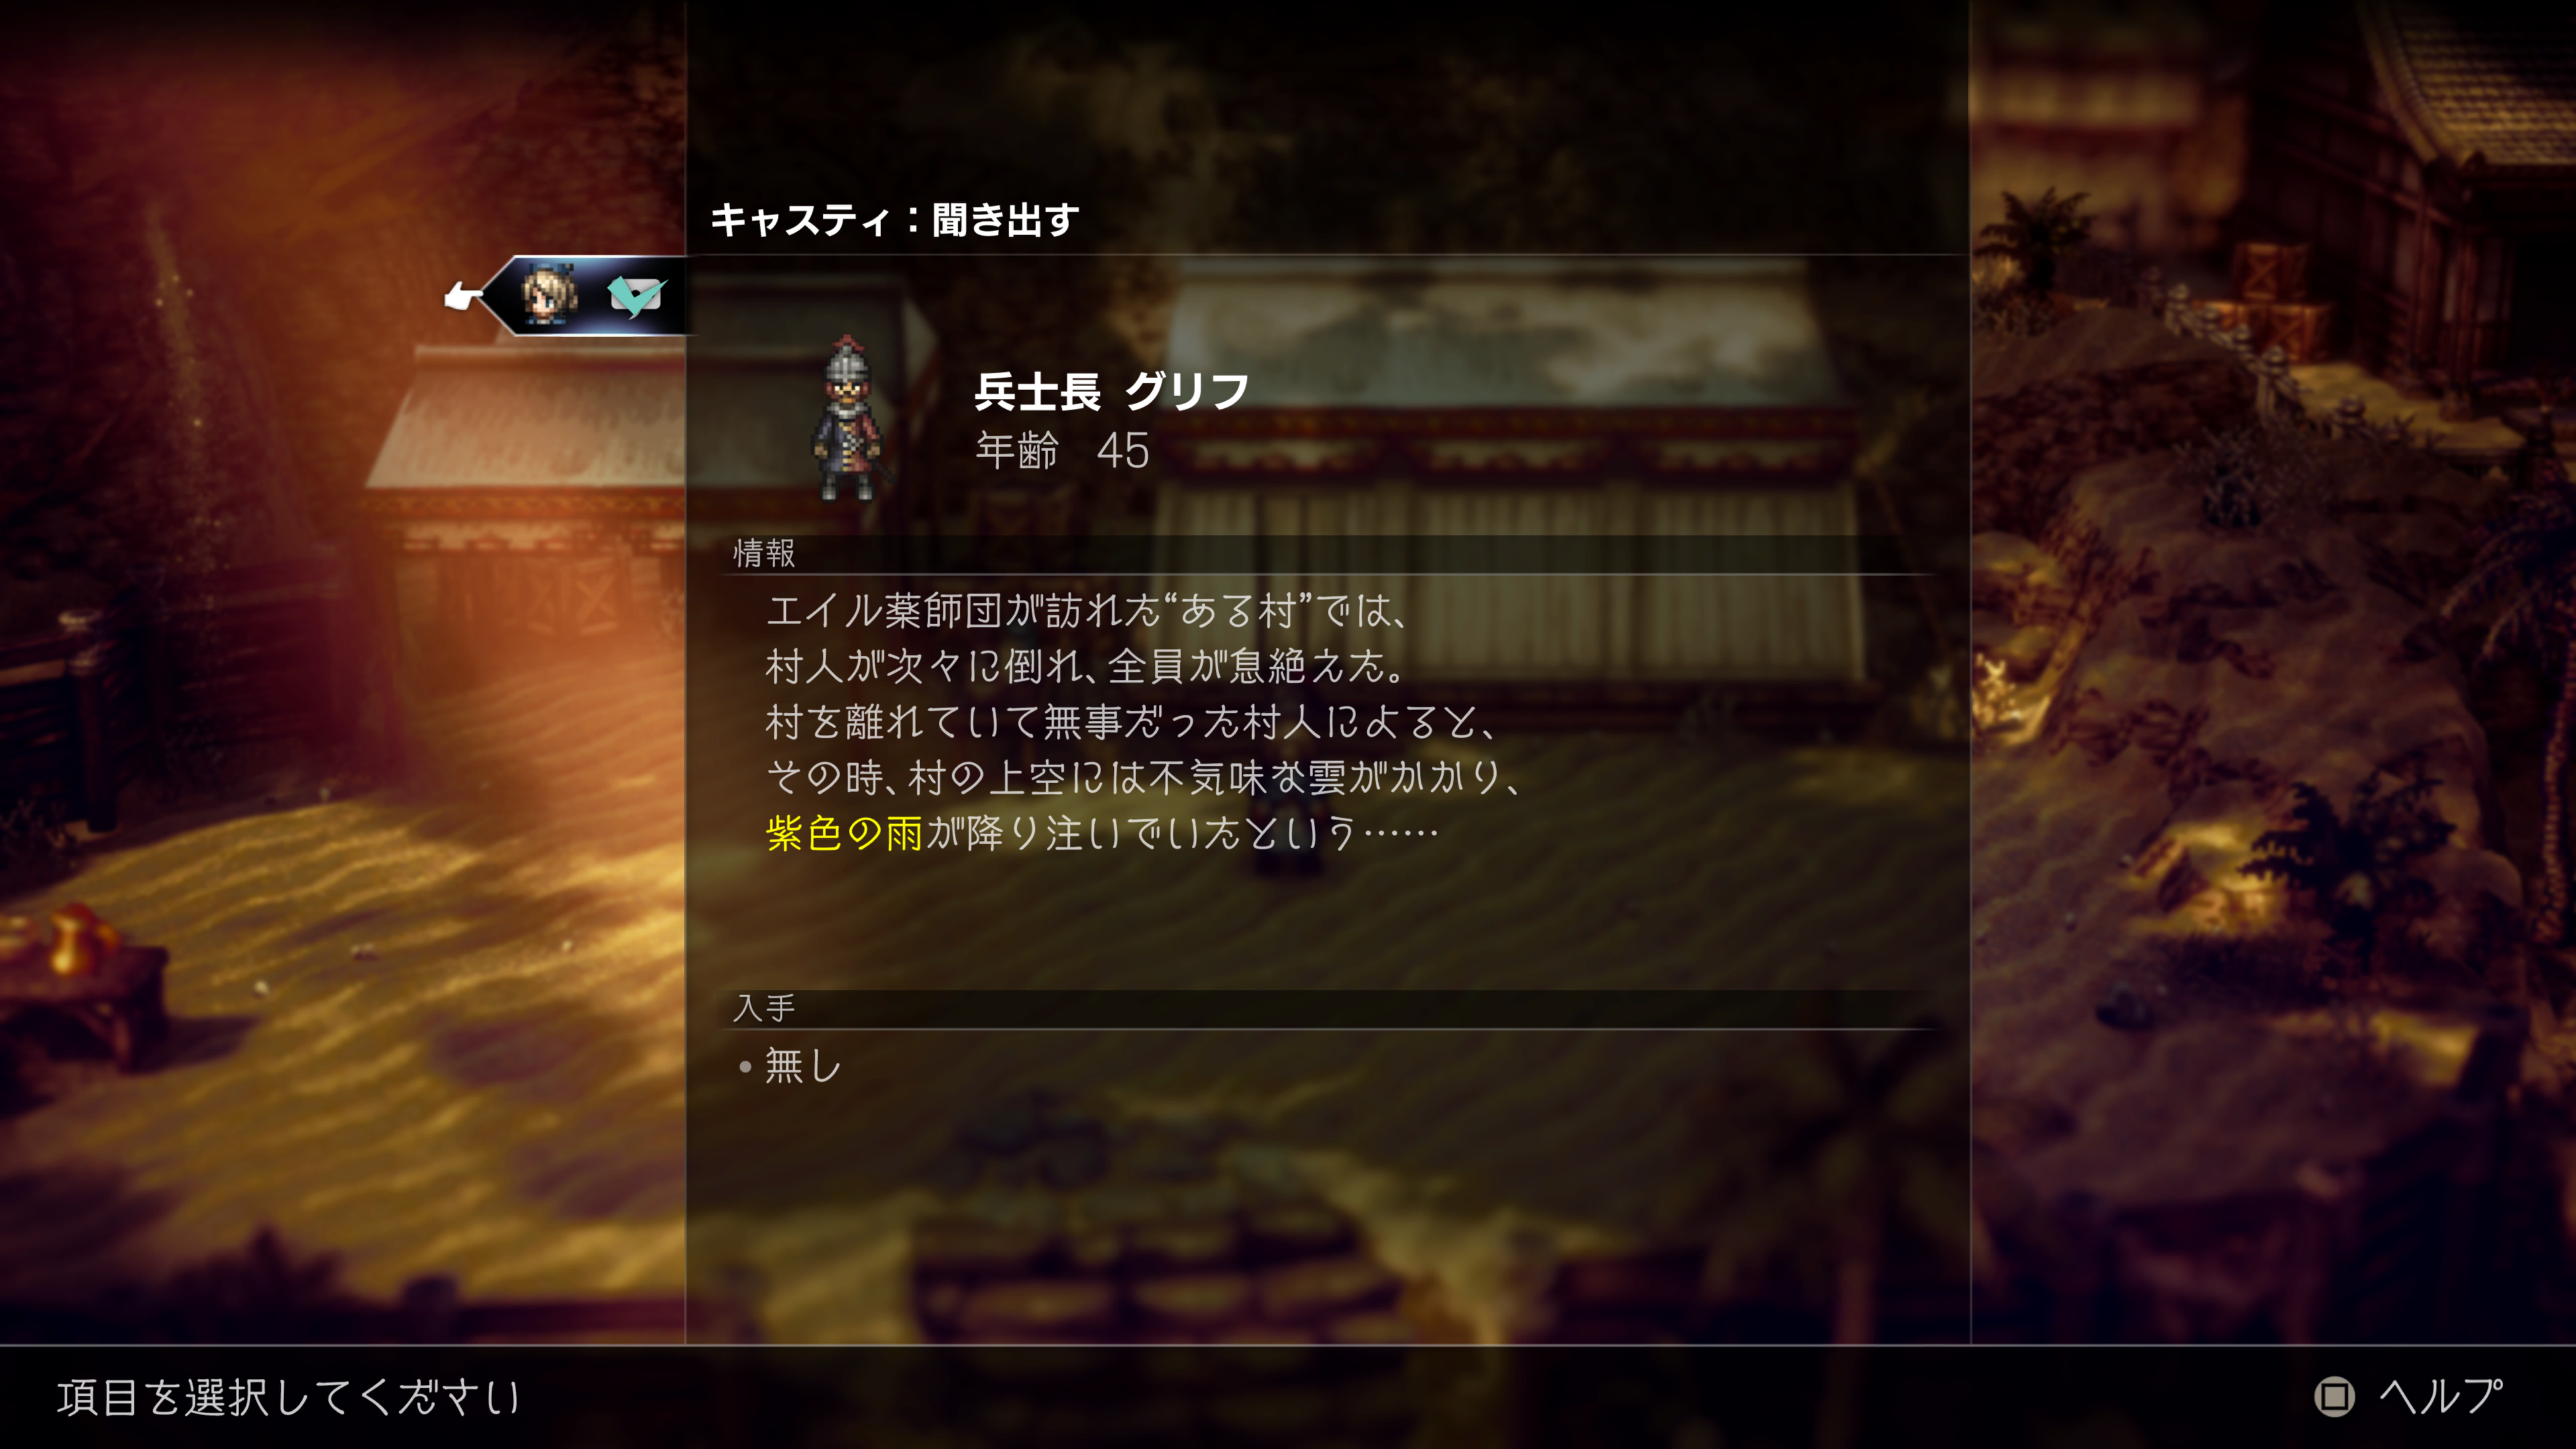 キャスティ：聞き出す
兵士長 グリフ
年齢 45
情報
エイル薬師団が訪れた“ある村”では、
村人が次々に倒れ、全員が息絶えた。
村を離れていて無事だった村人によると、
その時、村の上空には不気味な雲がかかり、
紫色の雨が降り注いでいたという……
入手
• 無し
項目を選択してください
ヘルプ